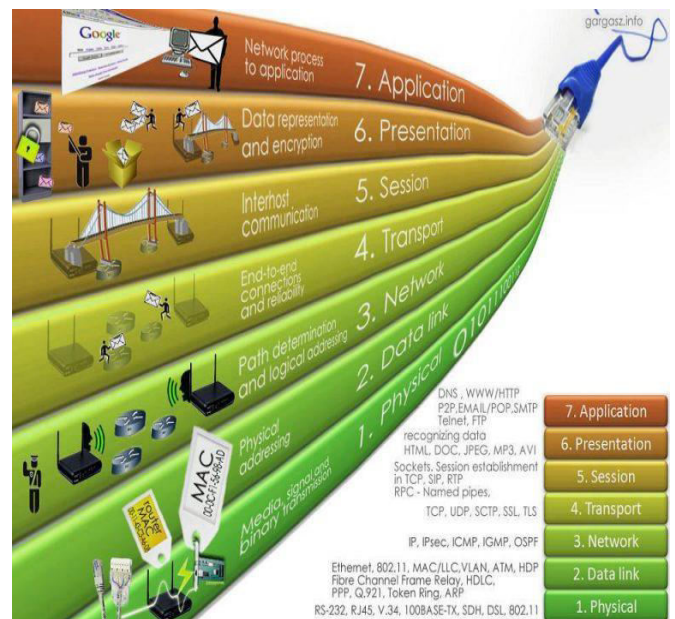 gargasz.info
Google
Network process
to application
7. Application
Data representation
and encryption
6. Presentation
Interhost
communication
5. Session
End-to-end
connections
and reliability
4. Transport
Path determination
and logical addressing
3. Network
Physical
addressing
2. Data link
Media, signal and
binary transmission
1. Physical
MAC
router
MAC
DNS , WWW/HTTP
P2P,EMAIL/POP,SMTP
Telnet, FTP
7. Application
recognizing data
HTML, DOC, JPEG, MP3, AVI
6. Presentation
Sockets, Session establishment
in TCP, SIP, RTP
RPC - Named pipes,
5. Session
TCP, UDP, SCTP, SSL, TLS
4. Transport
IP, IPsec, ICMP, IGMP, OSPF
3. Network
Ethernet, 802.11, MAC/LLC,VLAN, ATM, HDP
Fibre Channel Frame Relay, HDLC,
PPP, Q.921, Token Ring, ARP
2. Data link
RS-232, RJ45, V.34, 100BASE-TX, SDH, DSL, 802.11
1. Physical